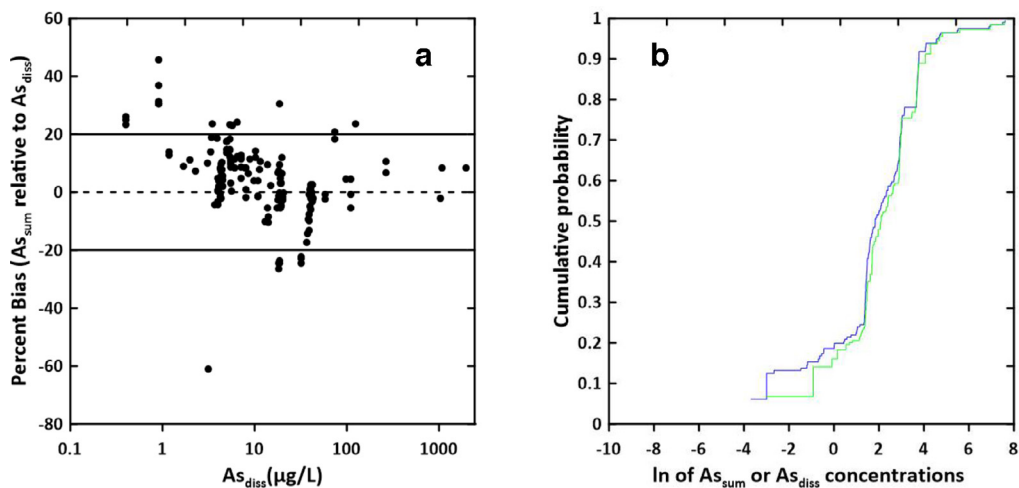 a
60
40
20
0
-20
-40
-60
-80
0.1 1 10 100 1000
Percent Bias (As_sum relative to As_diss)
As_diss(µg/L)
b
1
0.9
0.8
0.7
0.6
0.5
0.4
0.3
0.2
0.1
0
-10 -8 -6 -4 -2 0 2 4 6 8
Cumulative probability
ln of As_sum or As_diss concentrations